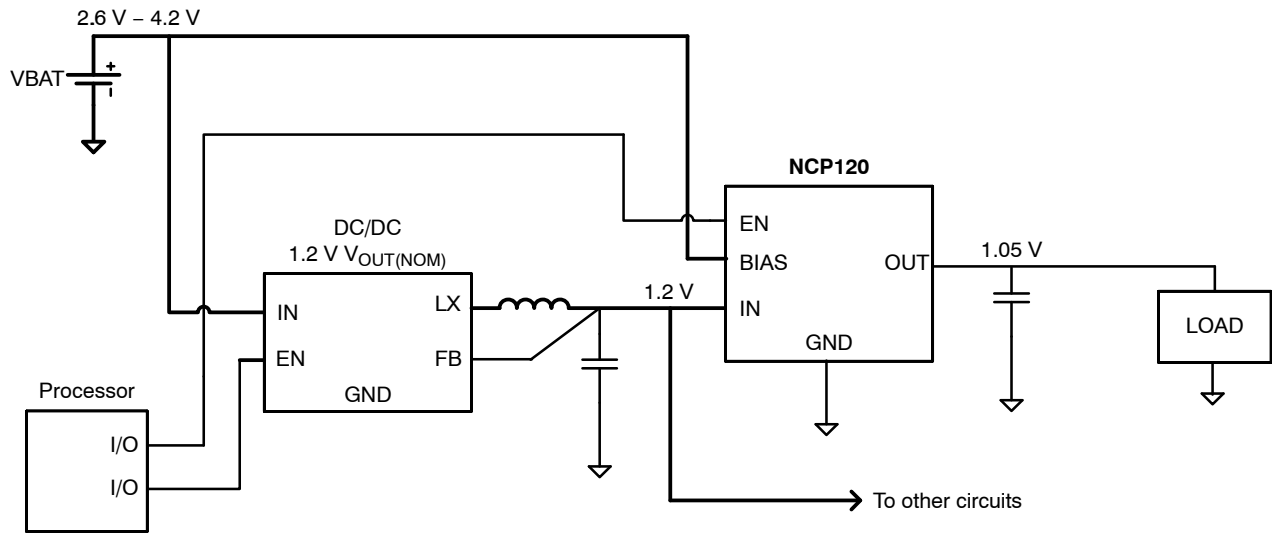 2.6 V – 4.2 V
VBAT
+
–
NCP120
EN
BIAS
IN
OUT
GND
1.05 V
LOAD
DC/DC
1.2 V VOUT(NOM)
IN
EN
LX
FB
GND
1.2 V
Processor
I/O
I/O
To other circuits